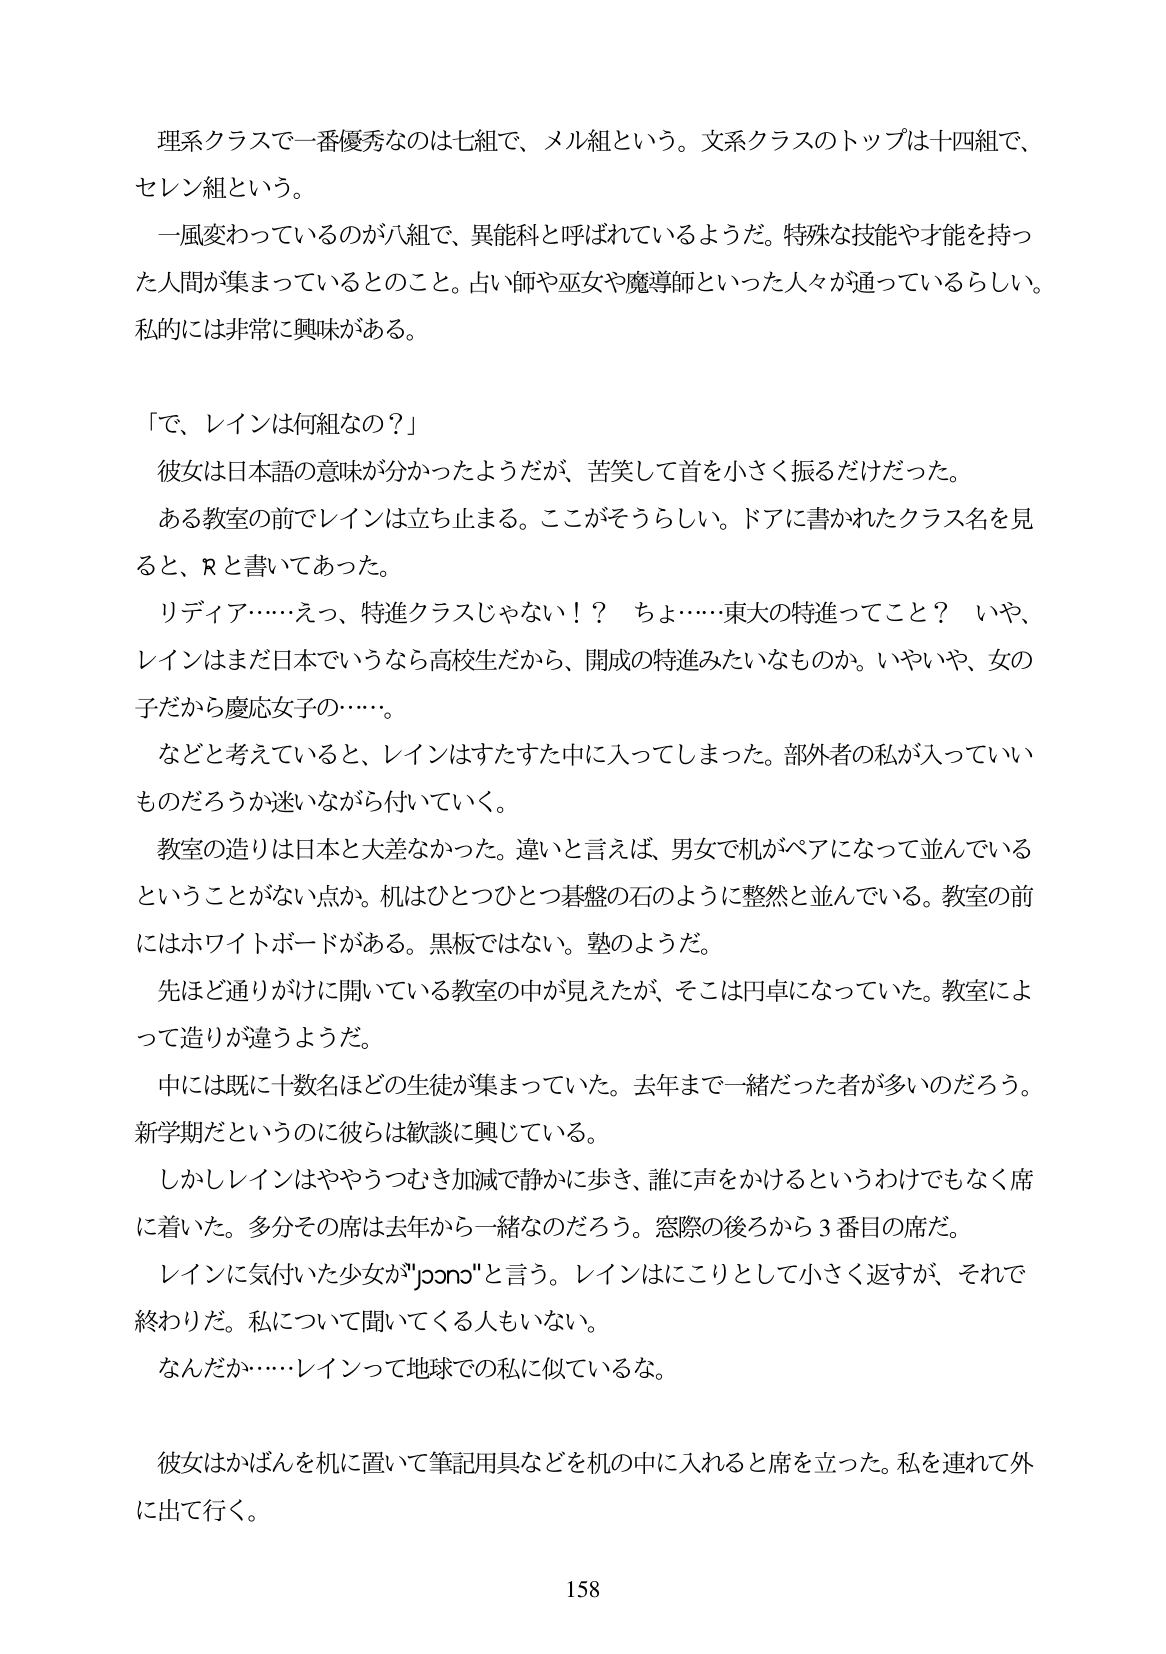 理系クラスで一番優秀なのは七組で、メル組という。文系クラスのトップは十四組で、
セレン組という。
一風変わっているのが八組で、異能科と呼ばれているようだ。特殊な技能や才能を持っ
た人間が集まっているとのこと。占い師や巫女や魔導師といった人々が通っているらしい。
私的には非常に興味がある。
「で、レインは何組なの？」
彼女は日本語の意味が分かったようだが、苦笑して首を小さく振るだけだった。
ある教室の前でレインは立ち止まる。ここがそうらしい。ドアに書かれたクラス名を見
ると、と書いてあった。
リディア……えっ、特進クラスじゃない！？　ちょ……東大の特進ってこと？　いや、
レインはまだ日本でいうなら高校生だから、開成の特進みたいなものか。いやいや、女の
子だから慶応女子の……。
などと考えていると、レインはすたすた中に入ってしまった。部外者の私が入っていい
ものだろうか迷いながら付いていく。
教室の造りは日本と大差なかった。違いと言えば、男女で机がペアになって並んでいる
ということがない点か。机はひとつひとつ碁盤の石のように整然と並んでいる。教室の前
にはホワイトボードがある。黒板ではない。塾のようだ。
先ほど通りがけに開いている教室の中が見えたが、そこは円卓になっていた。教室によ
って造りが違うようだ。
中には既に十数名ほどの生徒が集まっていた。去年まで一緒だった者が多いのだろう。
新学期だというのに彼らは歓談に興じている。
しかしレインはややうつむき加減で静かに歩き、誰に声をかけるというわけでもなく席
に着いた。多分その席は去年から一緒なのだろう。窓際の後ろから 3 番目の席だ。
レインに気付いた少女が""と言う。レインはにこりとして小さく返すが、それで
終わりだ。私について聞いてくる人もいない。
なんだか……レインって地球での私に似ているな。
彼女はかばんを机に置いて筆記用具などを机の中に入れると席を立った。私を連れて外
に出て行く。
158